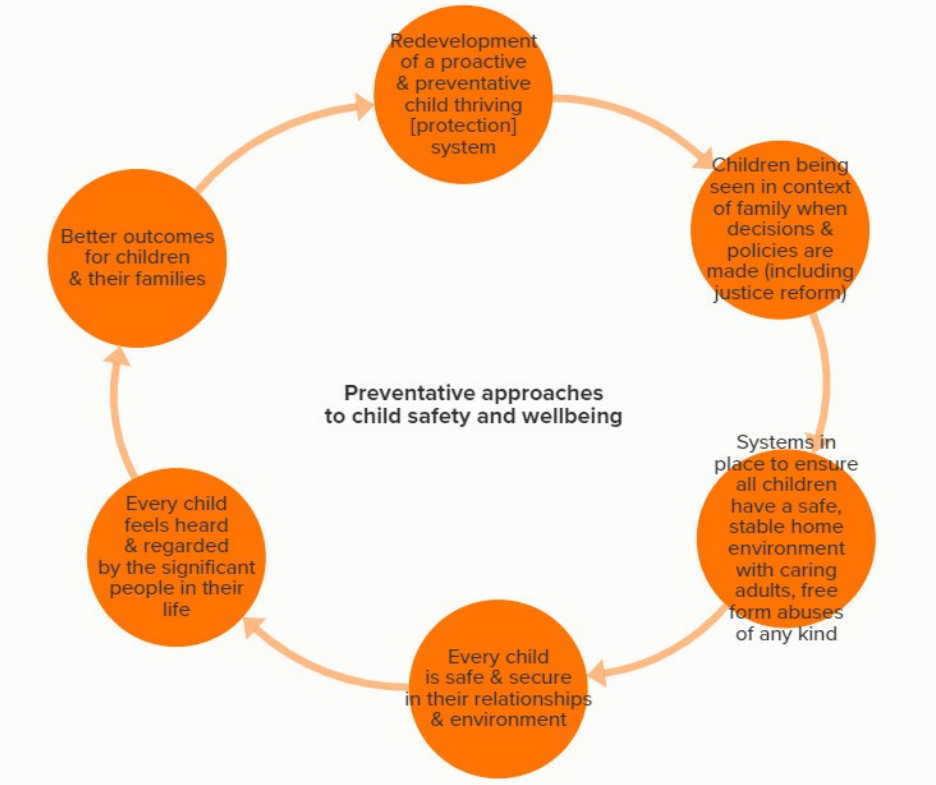 Redevelopment
of a proactive
& preventative
child thriving
[protection]
system
Children being
seen in context
of family when
decisions &
policies are
made (including
justice reform)
Systems in
place to ensure
all children
have a safe,
stable home
environment
with caring
adults, free
form abuses
of any kind
Every child
is safe & secure
in their relationships
& environment
Every child
feels heard
& regarded
by the significant
people in their
life
Better outcomes
for children
& their families
Preventative approaches
to child safety and wellbeing